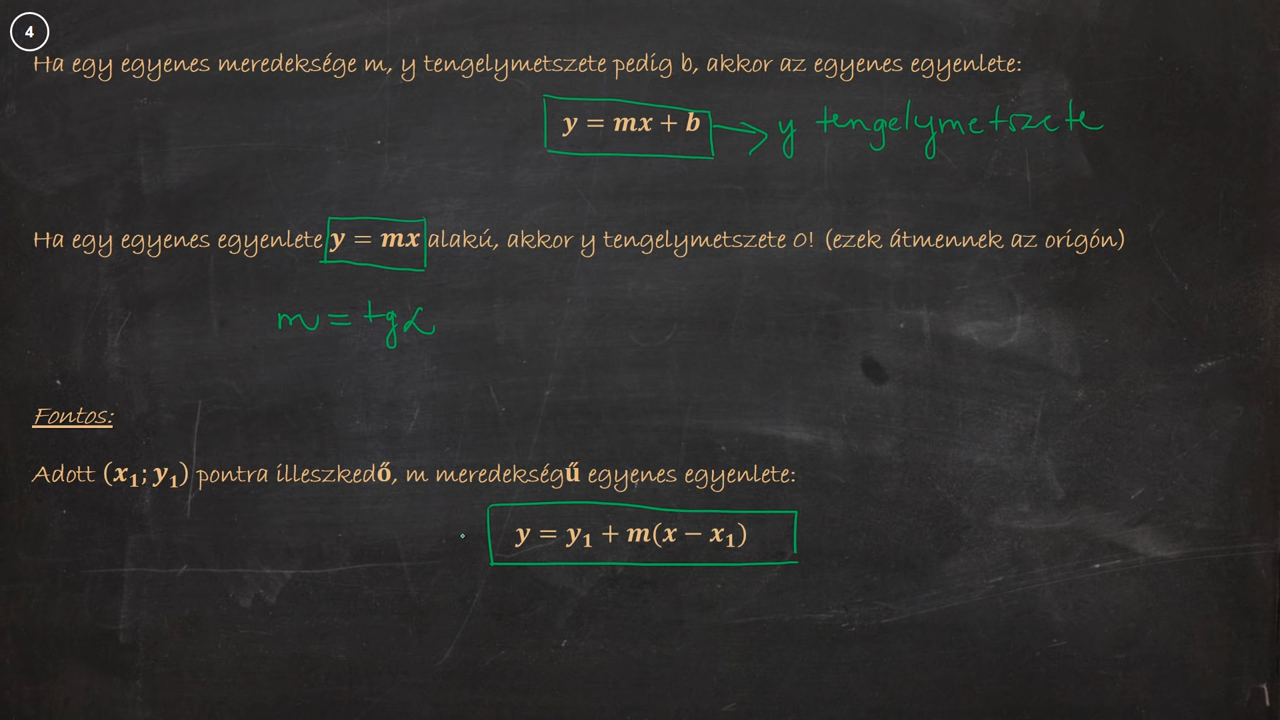 4
Ha egy egyenes meredeksége m, y tengelymetszete pedig b, akkor az egyenes egyenlete:
y = mx + b → y tengelymetszete
Ha egy egyenes egyenlete y = mx alakú, akkor y tengelymetszete 0! (ezek átmennek az origón)
m = tg α
Fontos:
Adott (x₁; y₁) pontra illeszkedő, m meredekségű egyenes egyenlete:
y = y₁ + m(x − x₁)